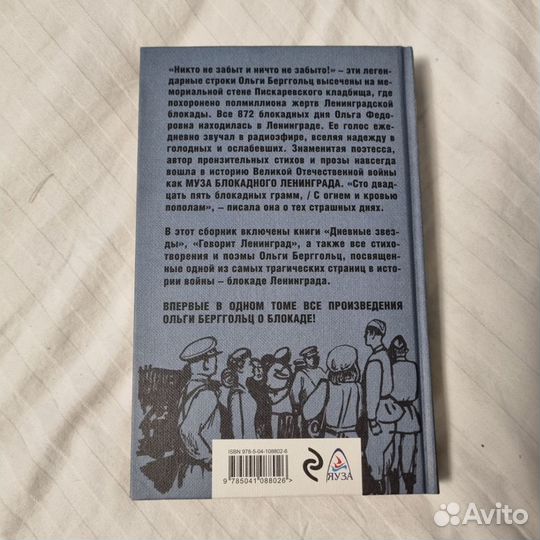 «Никто не забыт и ничто не забыто!» – эти леген-
дарные строки Ольги Берггольц высечены на ме-
мориальной стене Пискаревского кладбища, где
похоронено полмиллиона жертв Ленинградской
блокады. Все 872 блокадных дня Ольга Федо-
ровна находилась в Ленинграде. Ее голос еже-
дневно звучал в радиоэфире, вселяя надежду в
голодных и ослабевших. Знаменитая поэтесса,
автор пронзительных стихов и прозы навсегда
вошла в историю Великой Отечественной войны
как МУЗА БЛОКАДНОГО ЛЕНИНГРАДА. «Сто двад-
цать пять блокадных грамм, / С огнем и кровью
пополам», – писала она о тех страшных днях.
В этот сборник включены книги «Дневные звез-
ды», «Говорит Ленинград», а также все стихо-
творения и поэмы Ольги Берггольц, посвящен-
ные одной из самых трагических страниц в исто-
рии войны – блокаде Ленинграда.
ВПЕРВЫЕ В ОДНОМ ТОМЕ ВСЕ ПРОИЗВЕДЕНИЯ
ОЛЬГИ БЕРГГОЛЬЦ О БЛОКАДЕ!
ISBN 978-5-04-108802-6
9 785041 088026 >
ЯУЗА
Avito